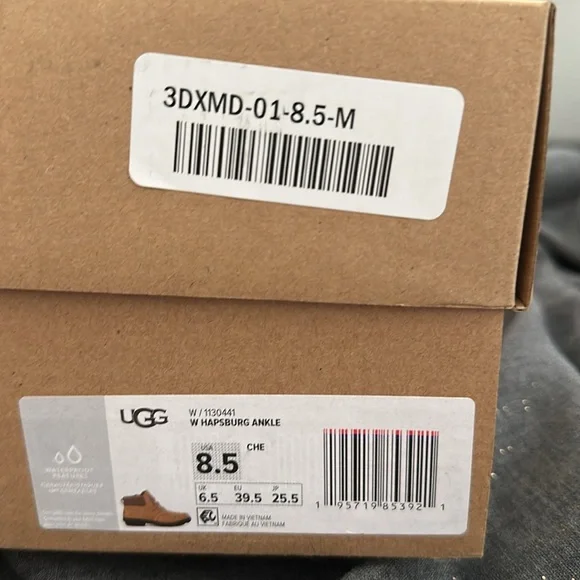 3DXMD-01-8.5-M
UGG
W / 1130441
W HAPSBURG ANKLE
WATERPROOF
USA
CHE
8.5
UK EU JP
6.5 39.5 25.5
MADE IN VIETNAM
FABRIQUÉ AU VIETNAM
1 95719 85392 1